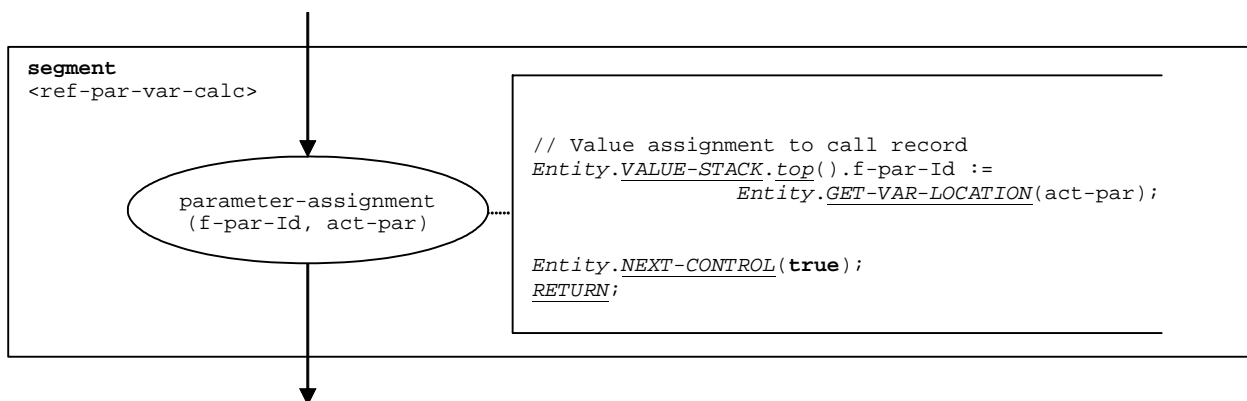 segment
<ref-par-var-calc>
parameter-assignment
(f-par-Id, act-par)
// Value assignment to call record
Entity.VALUE-STACK.top().f-par-Id :=
Entity.GET-VAR-LOCATION(act-par);
Entity.NEXT-CONTROL(true);
RETURN;